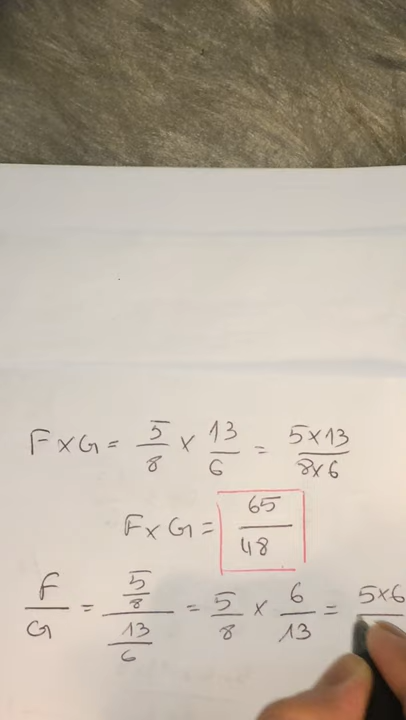 F x G = 5/8 x 13/6 = 5x13/8x6
F x G = 65/48
F/G = 5/8/13/6 = 5/8 x 6/13 = 5x6